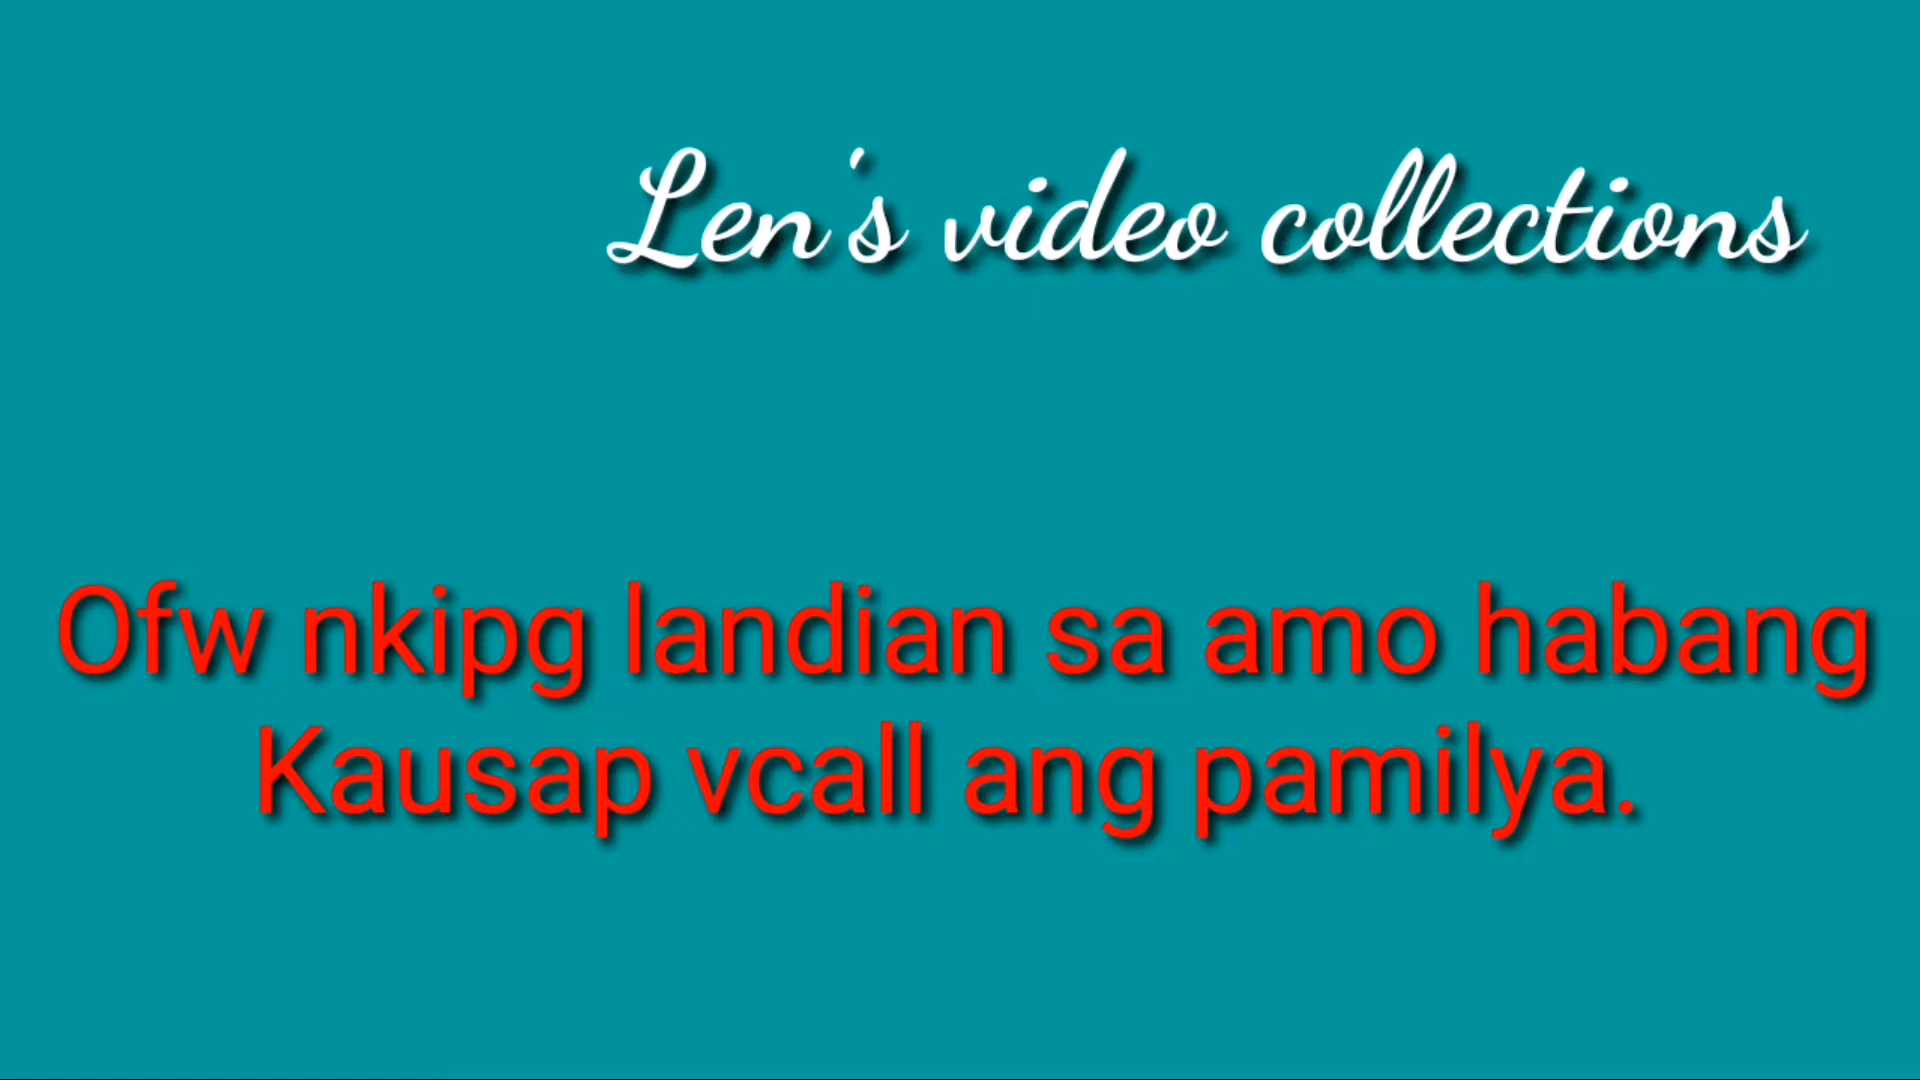 Len's video collections
Ofw nkipg landian sa amo habang
Kausap vcall ang pamilya.